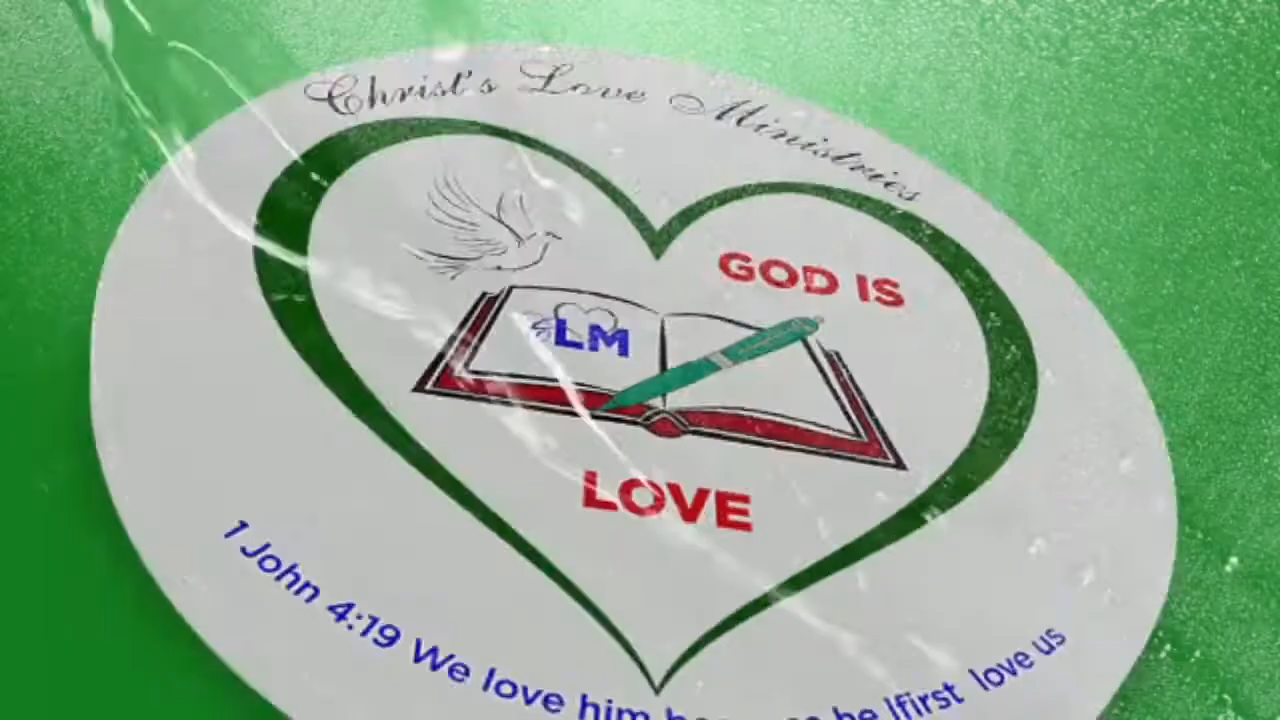 Christ's Love Ministries
GOD IS
LM
LOVE
1 John 4:19 We love him he lfirst love us